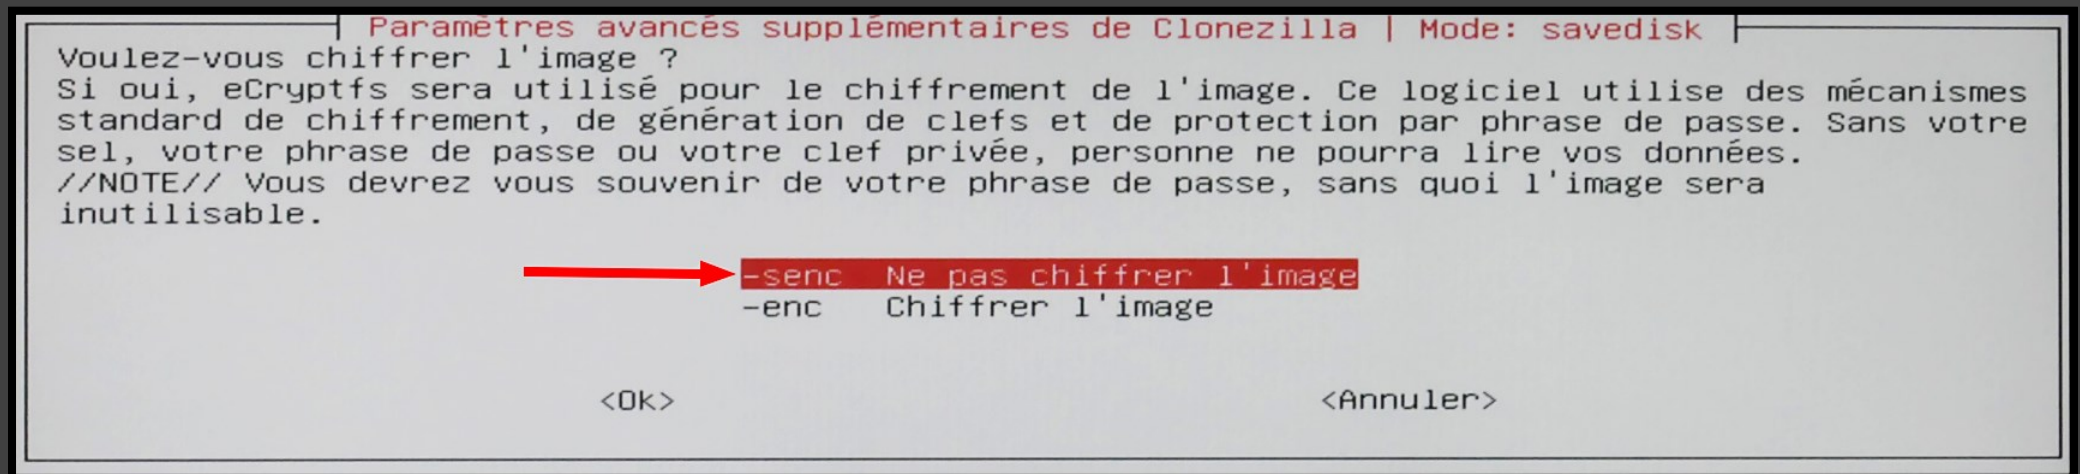 Paramètres avancés supplémentaires de Clonezilla | Mode: savedisk
Voulez-vous chiffrer l'image ?
Si oui, eCryptfs sera utilisé pour le chiffrement de l'image. Ce logiciel utilise des mécanismes
standard de chiffrement, de génération de clefs et de protection par phrase de passe. Sans votre
sel, votre phrase de passe ou votre clef privée, personne ne pourra lire vos données.
//NOTE// Vous devrez vous souvenir de votre phrase de passe, sans quoi l'image sera
inutilisable.
-senc Ne pas chiffrer l'image
-enc Chiffrer l'image
<Ok> <Annuler>